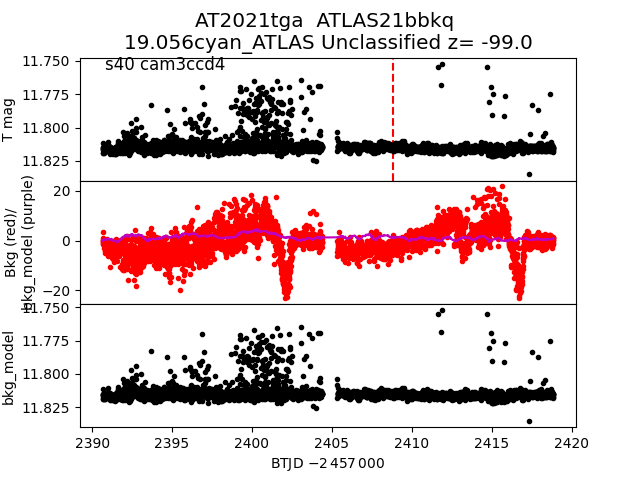 AT2021tga ATLAS21bbkq
19.056cyan_ATLAS Unclassified z= -99.0
s40 cam3ccd4
T mag
11.750
11.775
11.800
11.825
Bkg (red)/
bkg_model (purple)
20
0
−20
bkg_model
11.750
11.775
11.800
11.825
2390 2395 2400 2405 2410 2415 2420
BTJD −2 457 000